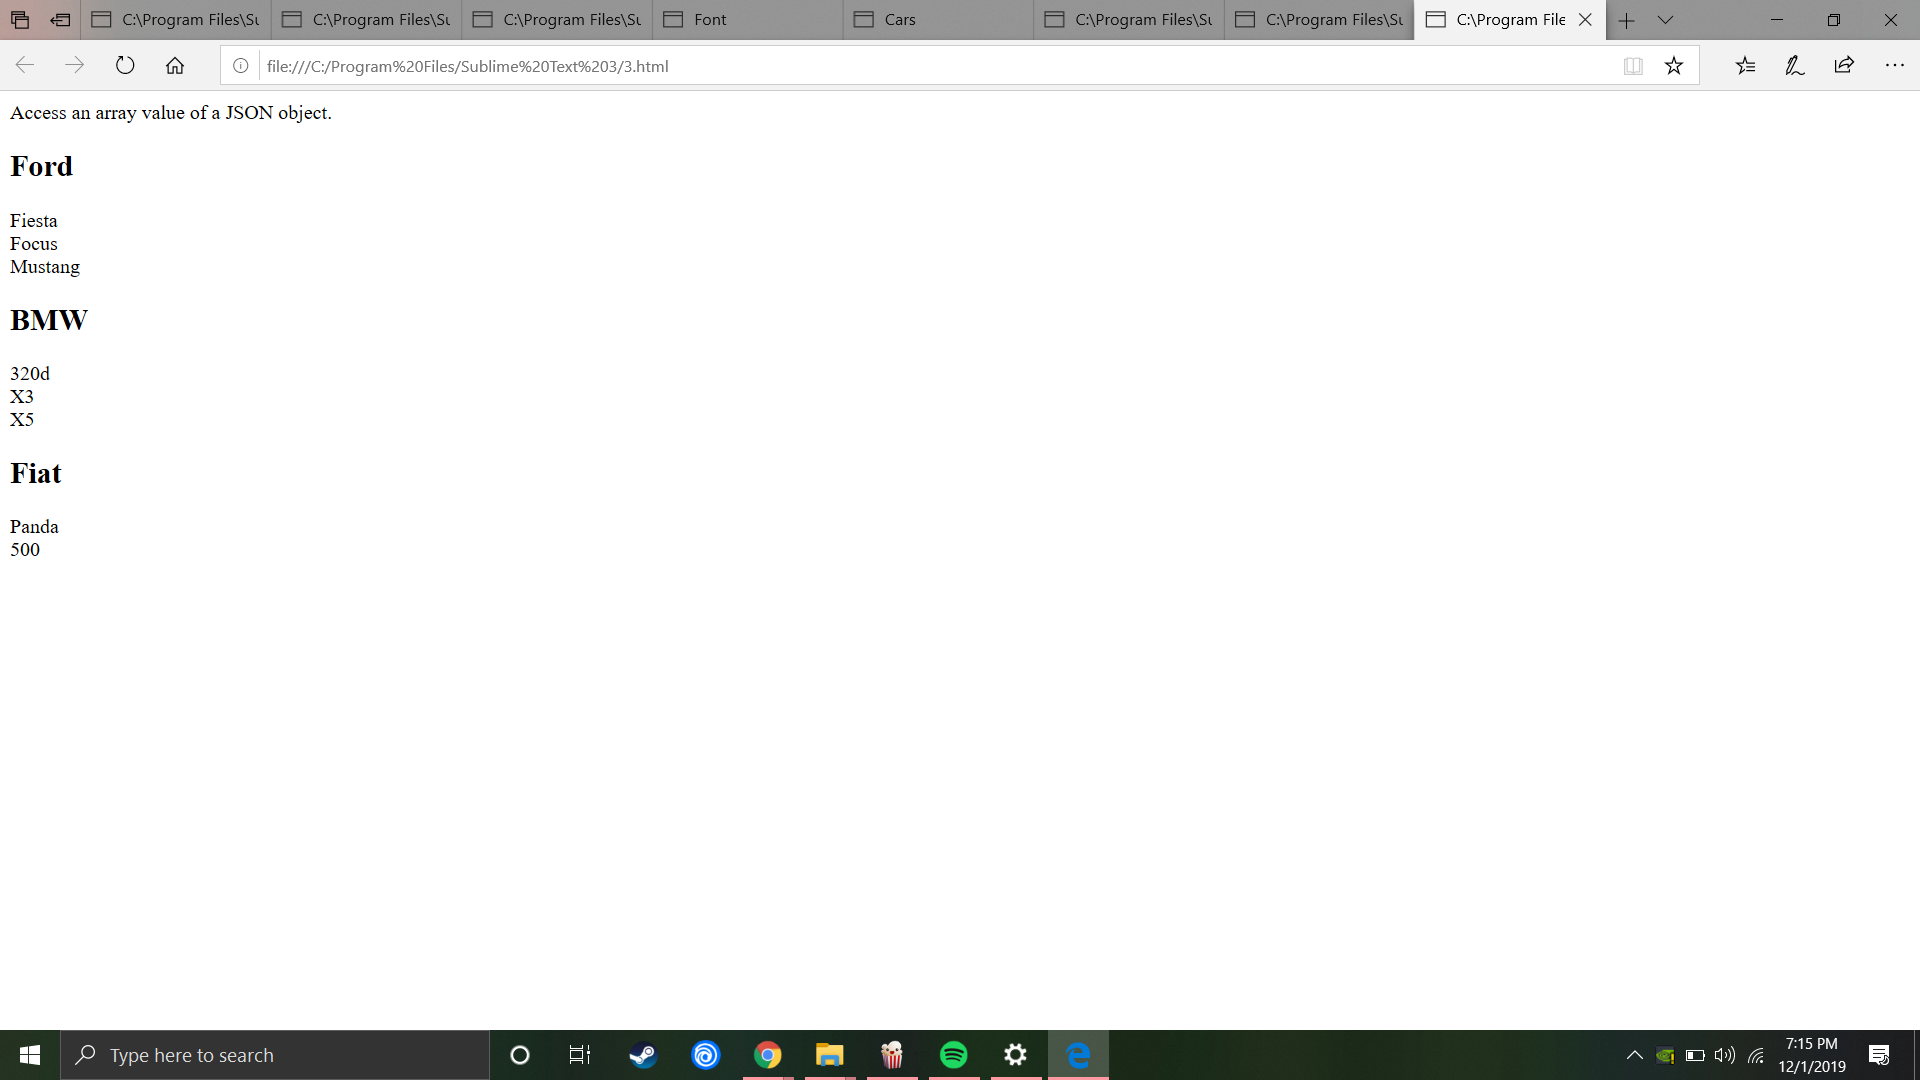 C:\Program Files\Su
C:\Program Files\Su
C:\Program Files\Su
Font
Cars
C:\Program Files\Su
C:\Program Files\Su
C:\Program File
file:///C:/Program%20Files/Sublime%20Text%203/3.html
Access an array value of a JSON object.
Ford
Fiesta
Focus
Mustang
BMW
320d
X3
X5
Fiat
Panda
500
Type here to search
7:15 PM
12/1/2019